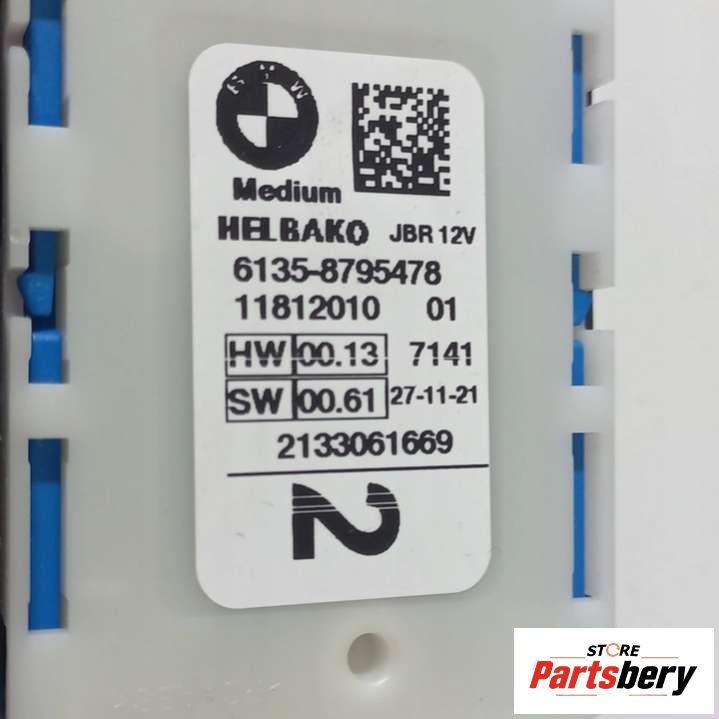 BMW
Medium
HELBAKO JBR 12V
6135-8795478
11812010 01
HW 00.13 7141
SW 00.61 27-11-21
2133061669
2
STORE
Partsbery